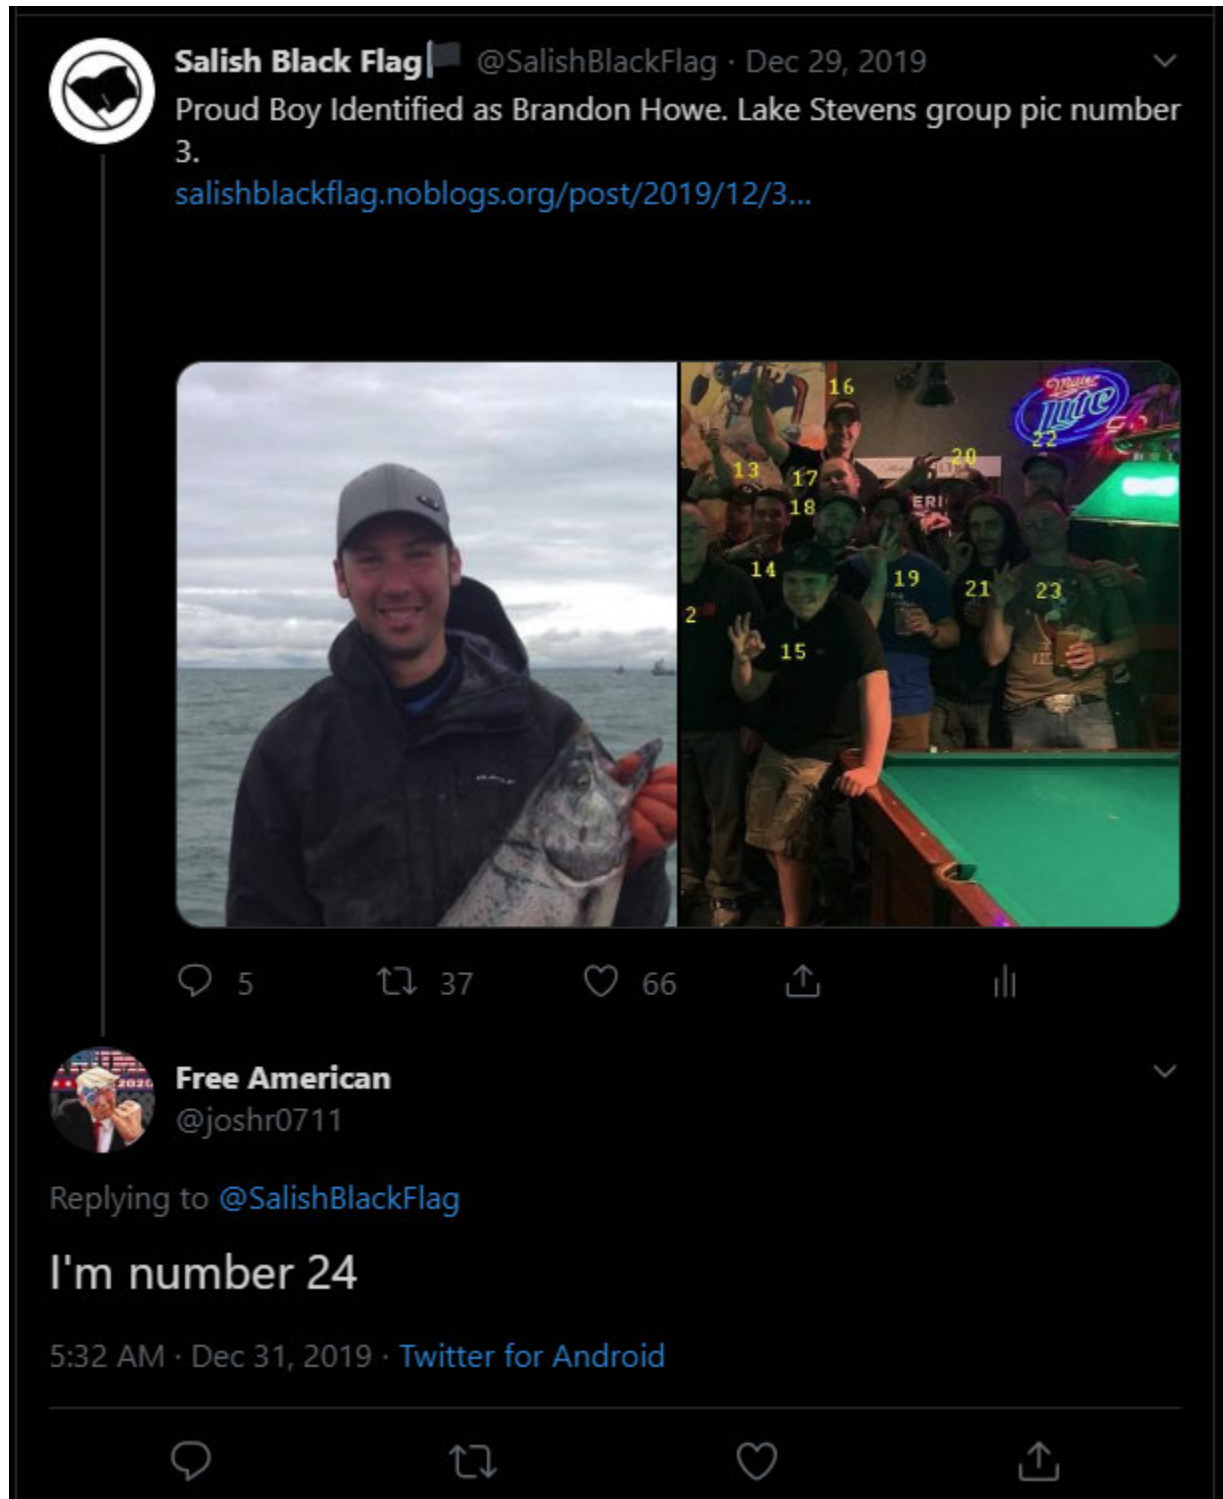 Salish Black Flag🏴 @SalishBlackFlag · Dec 29, 2019
Proud Boy Identified as Brandon Howe. Lake Stevens group pic number
3.
salishblackflag.noblogs.org/post/2019/12/3...
16
Miller
Lite
22
20
13
17
ERI
18
14
19
21
23
2
15
5 37 66
2020
Free American
@joshr0711
Replying to @SalishBlackFlag
I'm number 24
5:32 AM · Dec 31, 2019 · Twitter for Android